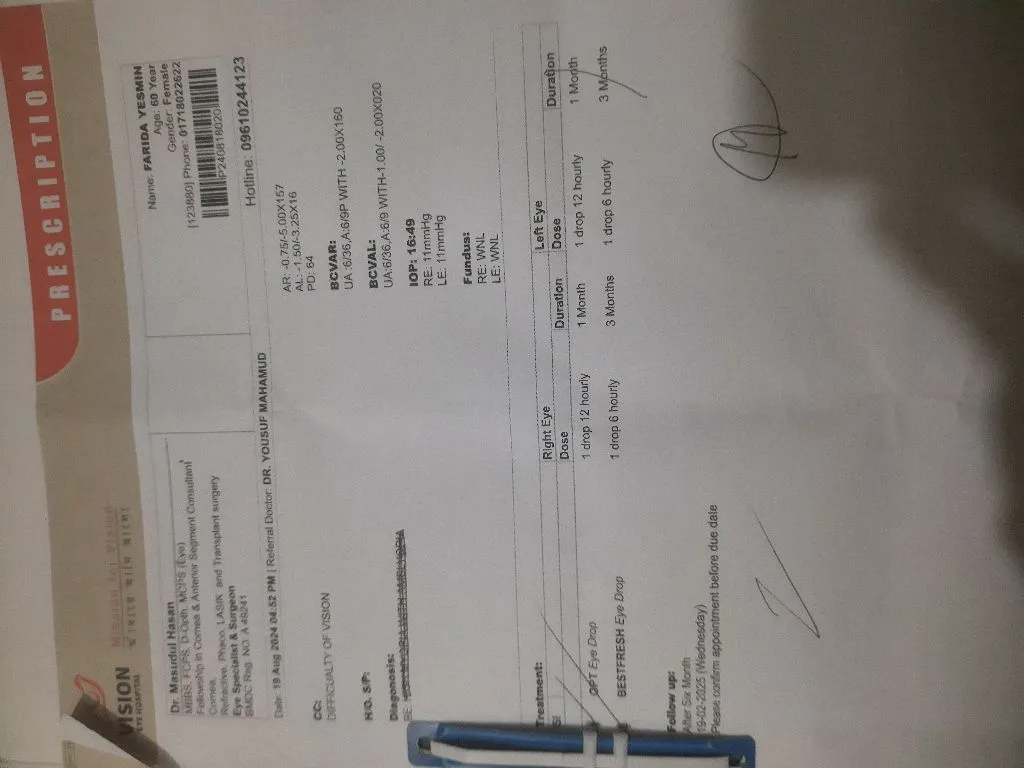 PRESCRIPTION
VISION
EYE HOSPITAL
Mission for Vision
Dr. Masudul Hasan
MBBS, FCPS, D-Opth, MCPS (Eye)
Fellowship in Cornea & Anterior Segment Consultant
Cornea,
Refractive, Phaco, LASIK and Transplant surgery
Eye Specialist & Surgeon
BMDC Reg. NO. A 49241
Name: FARIDA YESMIN
Age: 60 Year
Gender: Female
[123880] Phone: 01718022622
P240818020
Hotline: 09610244123
Date: 19 Aug 2024 04:52 PM | Referral Doctor: DR. YOUSUF MAHAMUD
CC:
DIFFICUALTY OF VISION
H/O. S/P:
Diagonosis:
BE
AR: -0.75/-5.00X157
AL: -1.50/-3.25X16
PD: 64
BCVAR:
UA :6/36,A:6/9P WITH -2.00X160
BCVAL:
UA:6/36,A:6/9 WITH-1.00/ -2.00X020
IOP: 16:49
RE: 11mmHg
LE: 11mmHg
Fundus:
RE: WNL
LE: WNL
Treatment:
Sl Right Eye Left Eye
Dose Duration Dose Duration
OPT Eye Drop 1 drop 12 hourly 1 Month 1 drop 12 hourly 1 Month
BESTFRESH Eye Drop 1 drop 6 hourly 3 Months 1 drop 6 hourly 3 Months
Follow up:
After Six Month
19-02-2025 (Wednesday)
Please confirm appointment before due date